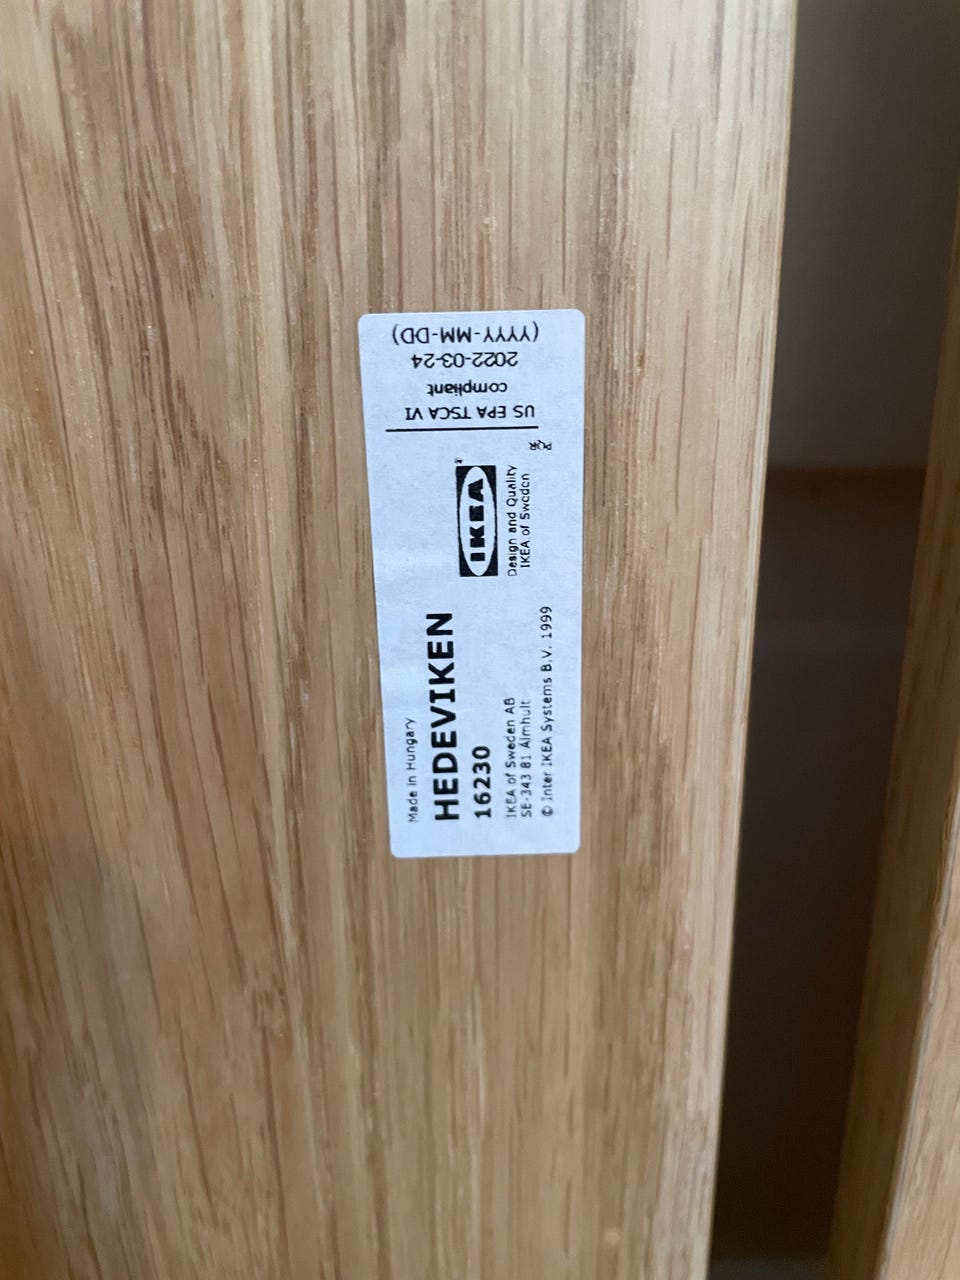 Made in Hungary
HEDEVIKEN
16230
IKEA of Sweden AB
SE-343 81 Älmhult
© Inter IKEA Systems B.V. 1999
IKEA
Design and Quality
IKEA of Sweden
PQR
US EPA TSCA VI
compliant
2022-03-24
(YYYY-MM-DD)